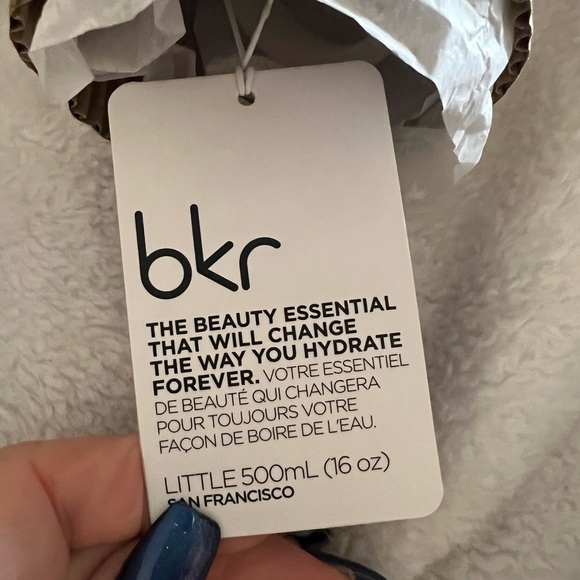 bkr
THE BEAUTY ESSENTIAL
THAT WILL CHANGE
THE WAY YOU HYDRATE
FOREVER. VOTRE ESSENTIEL
DE BEAUTÉ QUI CHANGERA
POUR TOUJOURS VOTRE
FAÇON DE BOIRE DE L'EAU.
LITTLE 500mL (16 oz)
SAN FRANCISCO